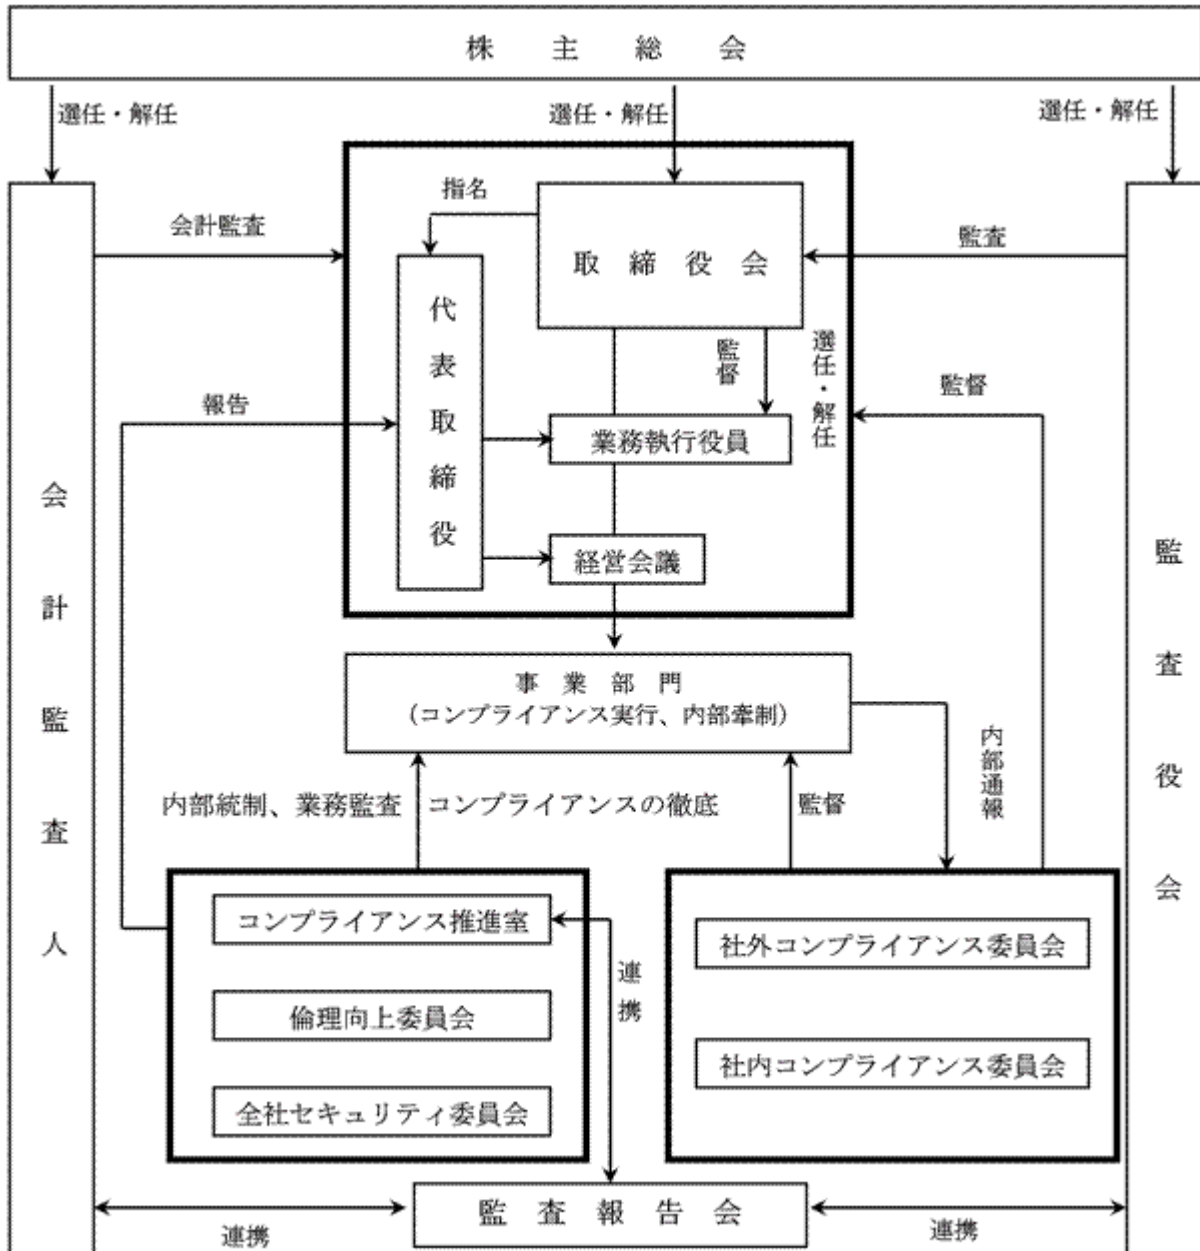 株主総会
選任・解任
選任・解任
選任・解任
指名
会計監査
取締役会
監査
代表取締役
監督
選任・解任
報告
監督
業務執行役員
経営会議
会計監査人
監査役会
事業部門
（コンプライアンス実行、内部牽制）
内部通報
内部統制、業務監査
コンプライアンスの徹底
監督
コンプライアンス推進室
倫理向上委員会
全社セキュリティ委員会
連携
社外コンプライアンス委員会
社内コンプライアンス委員会
監査報告会
連携
連携